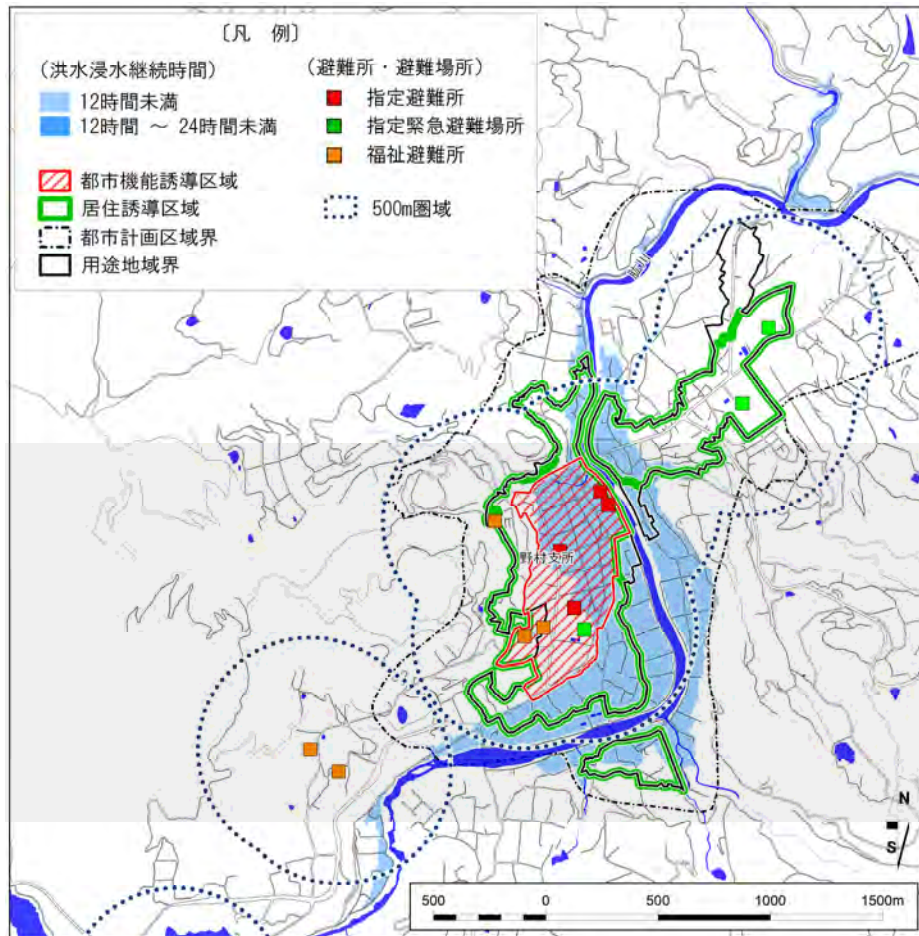 〔凡 例〕
（洪水浸水継続時間）
12時間未満
12時間 ～ 24時間未満
都市機能誘導区域
居住誘導区域
都市計画区域界
用途地域界
（避難所・避難場所）
指定避難所
指定緊急避難場所
福祉避難所
500m圏域
野村支所
N
S
500 0 500 1000 1500m